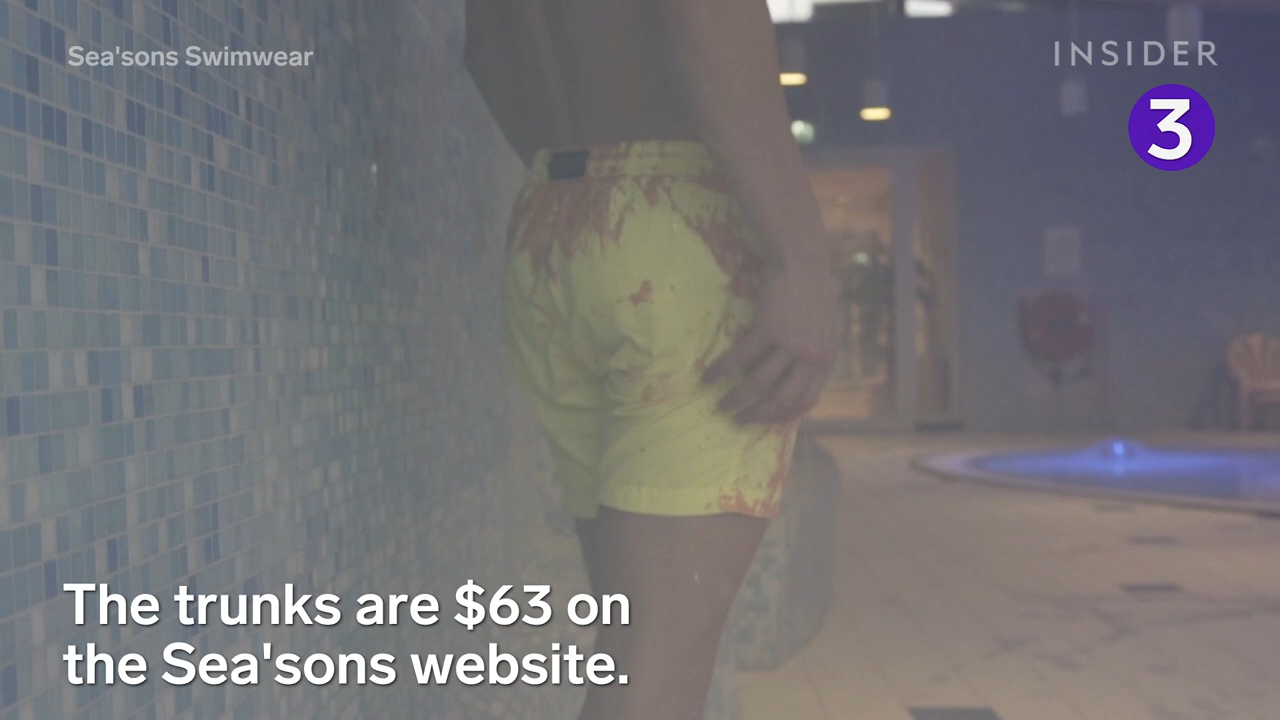 Sea'sons Swimwear
INSIDER
3
The trunks are $63 on
the Sea'sons website.